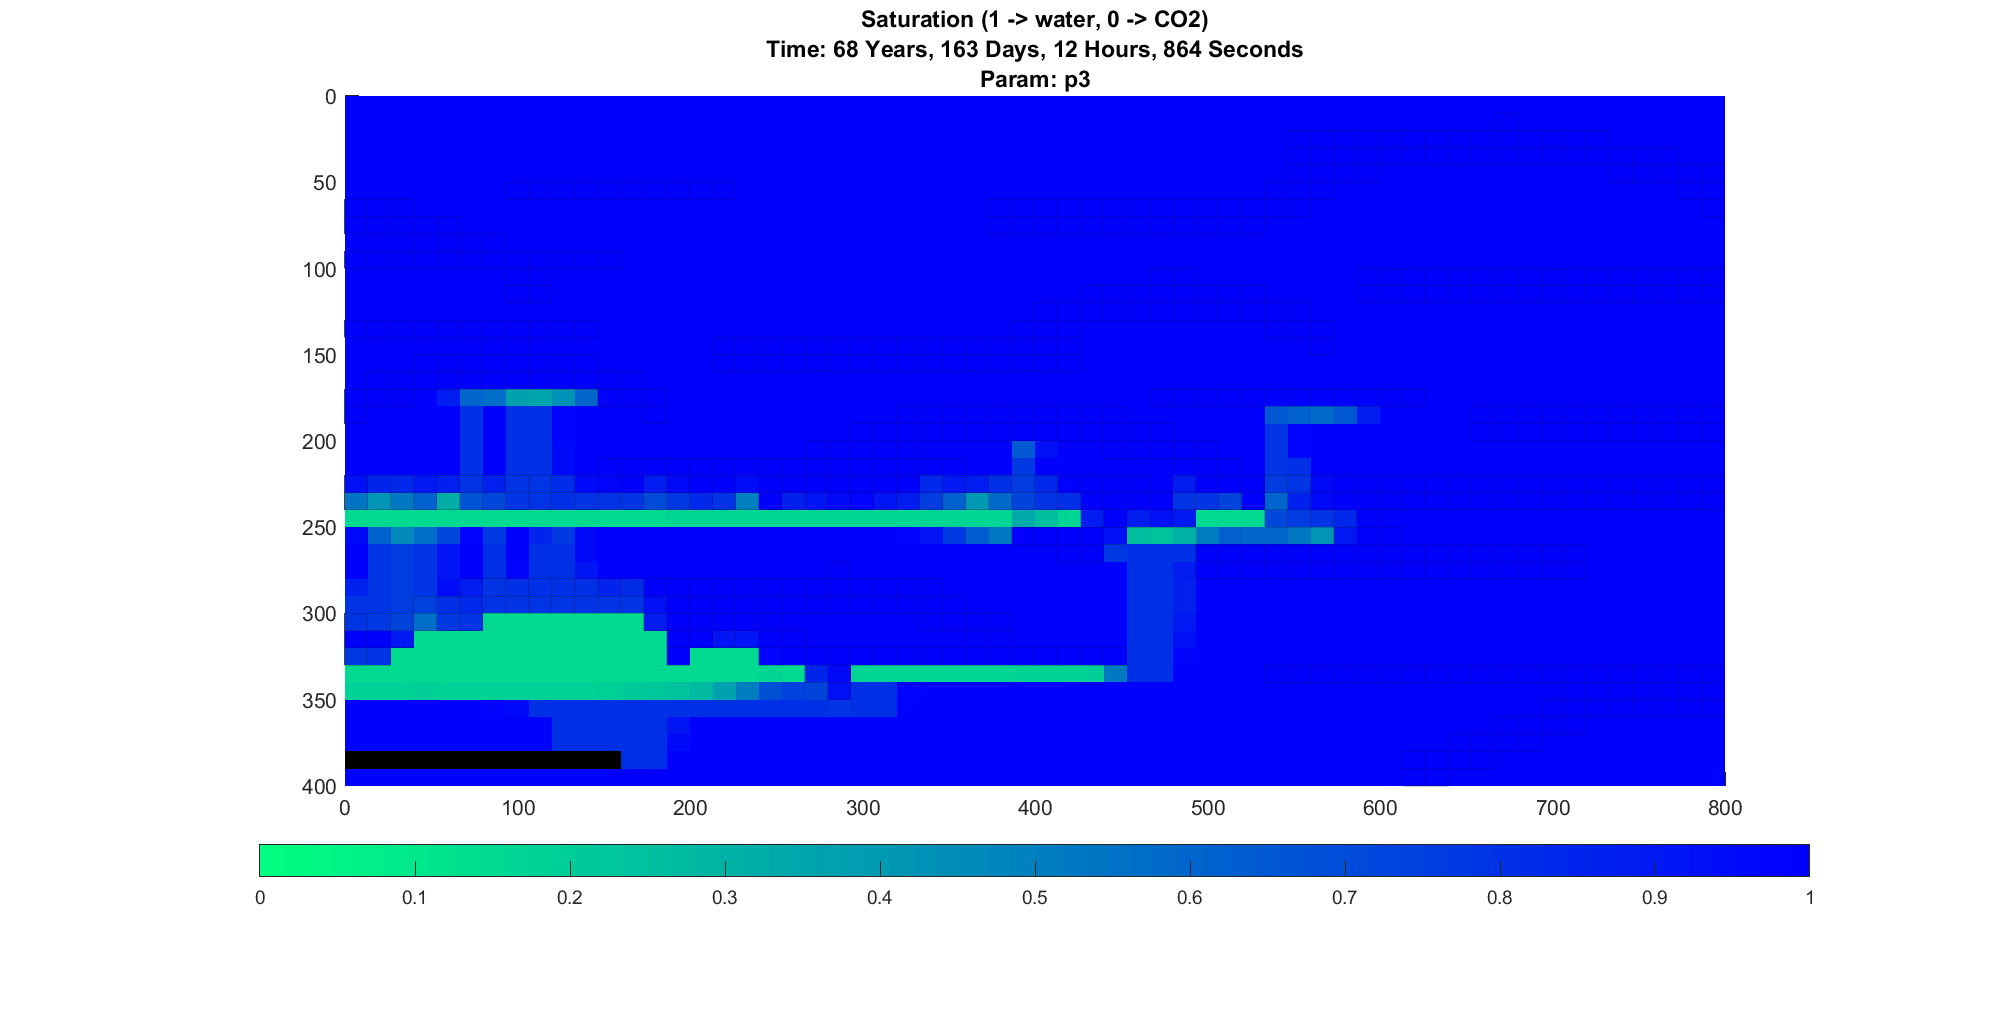 Saturation (1 -> water, 0 -> CO2)
Time: 68 Years, 163 Days, 12 Hours, 864 Seconds
Param: p3
0
50
100
150
200
250
300
350
400
0 100 200 300 400 500 600 700 800
0 0.1 0.2 0.3 0.4 0.5 0.6 0.7 0.8 0.9 1